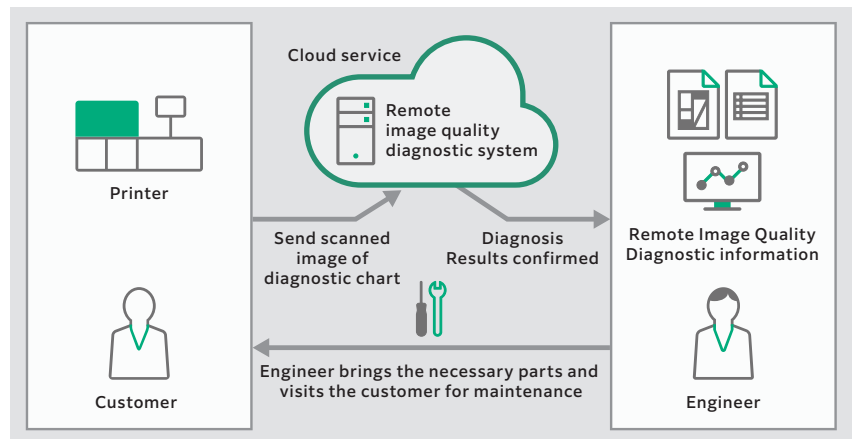 Cloud service
Remote
image quality
diagnostic system
Printer
Send scanned
image of
diagnostic chart
Diagnosis
Results confirmed
Remote Image Quality
Diagnostic information
Customer
Engineer brings the necessary parts and
visits the customer for maintenance
Engineer